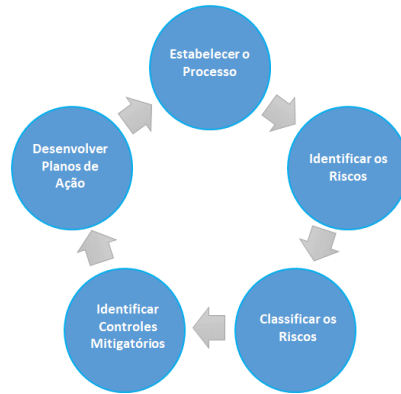 Estabelecer o
Processo
Identificar os
Riscos
Classificar os
Riscos
Identificar
Controles
Mitigatórios
Desenvolver
Planos de
Ação